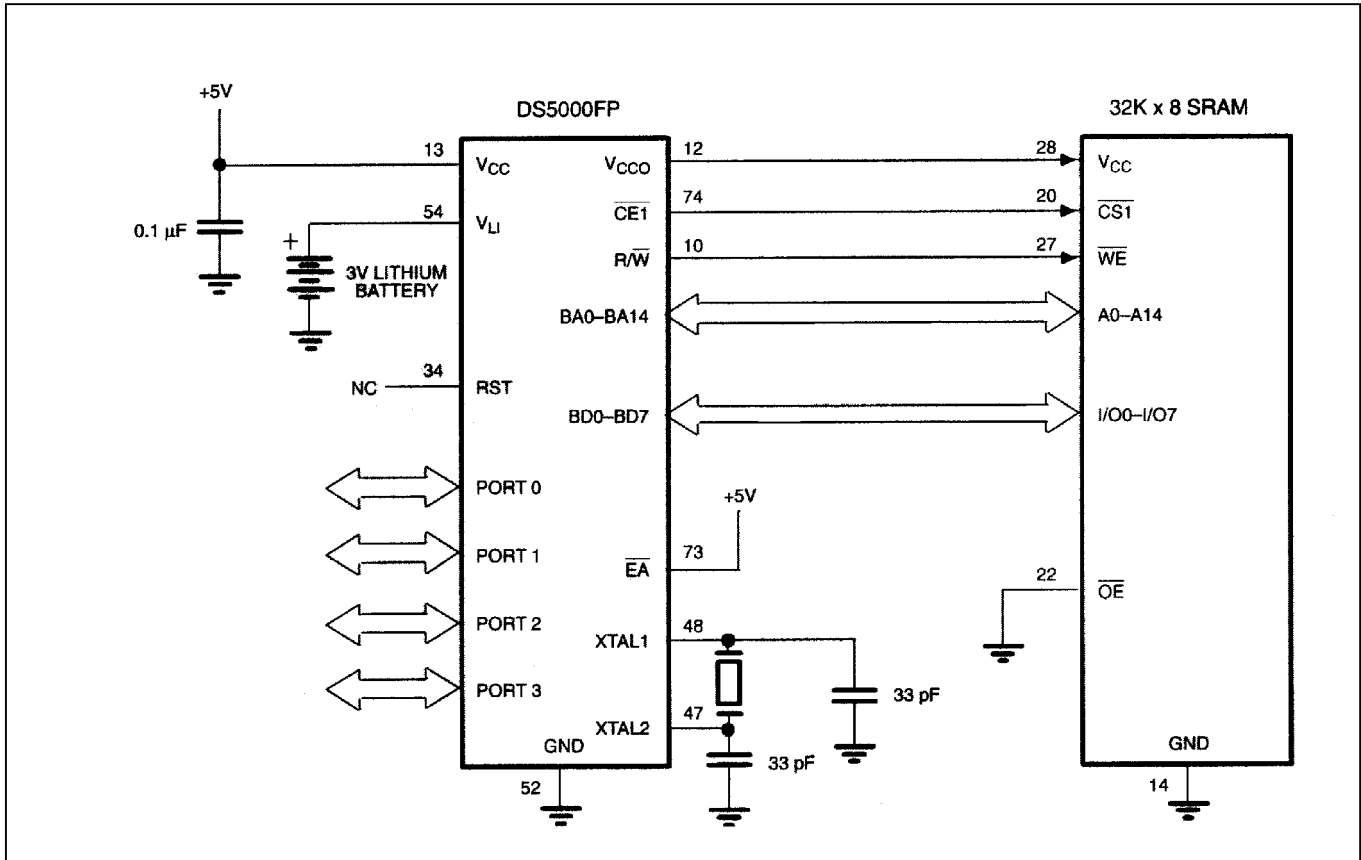 +5V
DS5000FP
32K x 8 SRAM
13
VCC
VCCO
12
28
VCC
0.1 µF
54
VLI
CE1
74
20
CS1
+
3V LITHIUM
BATTERY
R/W
10
27
WE
BA0–BA14
A0–A14
NC
34
RST
BD0–BD7
I/O0–I/O7
PORT 0
+5V
PORT 1
EA
73
22
OE
PORT 2
XTAL1
48
33 pF
PORT 3
XTAL2
47
33 pF
GND
52
GND
14